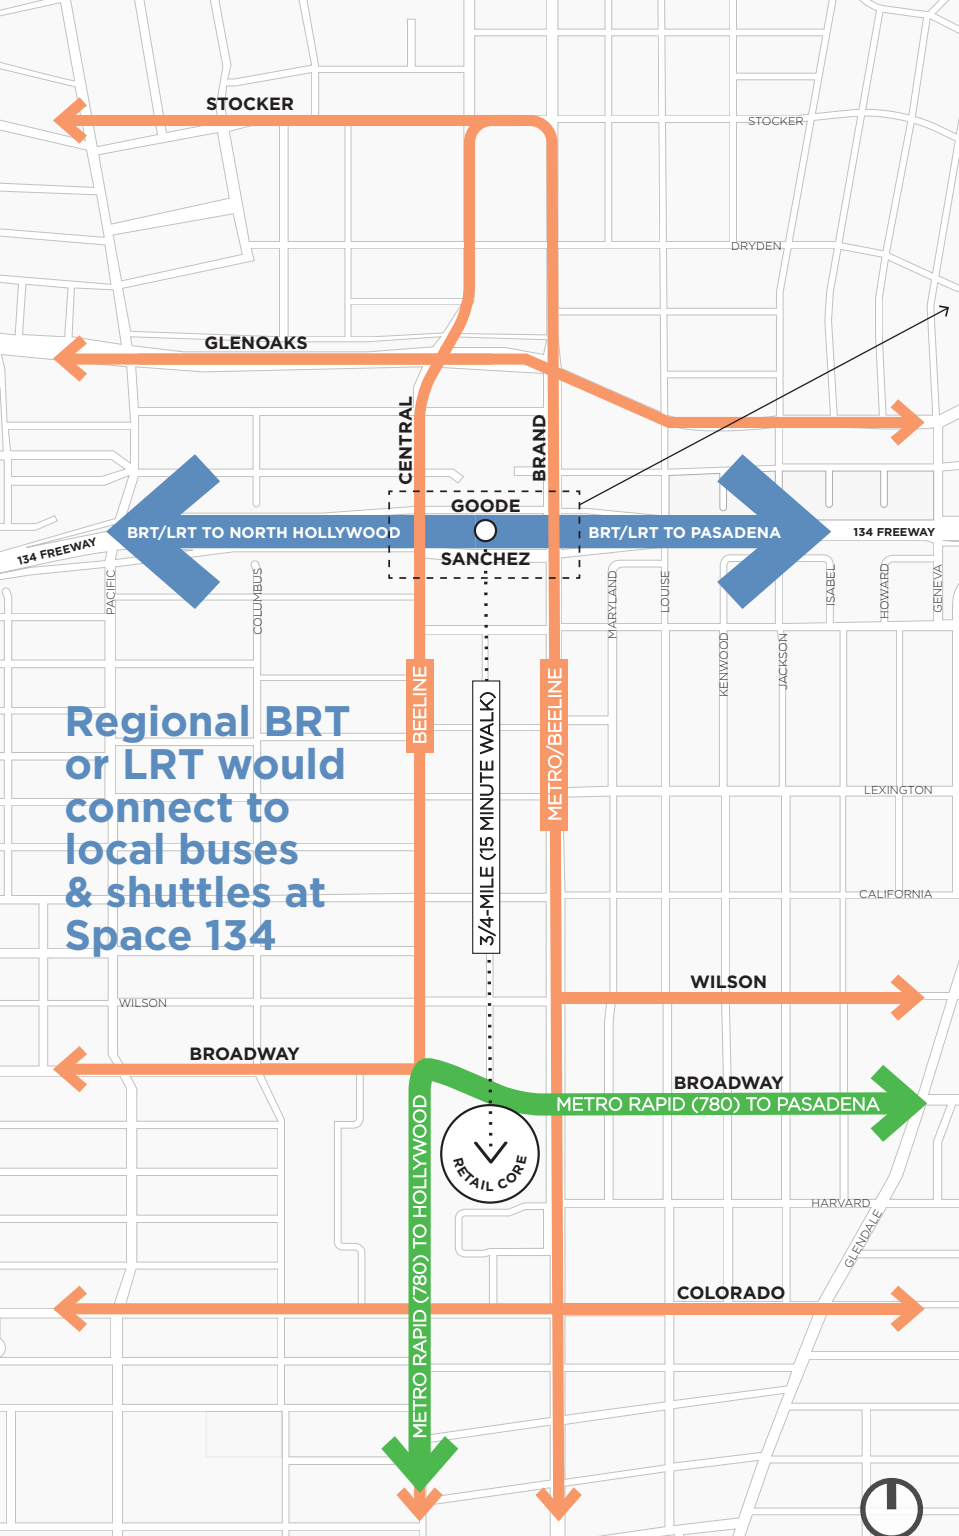 STOCKER
STOCKER
DRYDEN
GLENOAKS
CENTRAL
BRAND
GOODE
BRT/LRT TO NORTH HOLLYWOOD
BRT/LRT TO PASADENA
134 FREEWAY
134 FREEWAY
SANCHEZ
PACIFIC
COLUMBUS
MARYLAND
LOUISE
KENWOOD
JACKSON
ISABEL
HOWARD
GENEVA
BEELINE
METRO/BEELINE
3/4-MILE (15 MINUTE WALK)
Regional BRT
or LRT would
connect to
local buses
& shuttles at
Space 134
LEXINGTON
CALIFORNIA
WILSON
WILSON
BROADWAY
BROADWAY
METRO RAPID (780) TO PASADENA
METRO RAPID (780) TO HOLLYWOOD
RETAIL CORE
HARVARD
GLENDALE
COLORADO